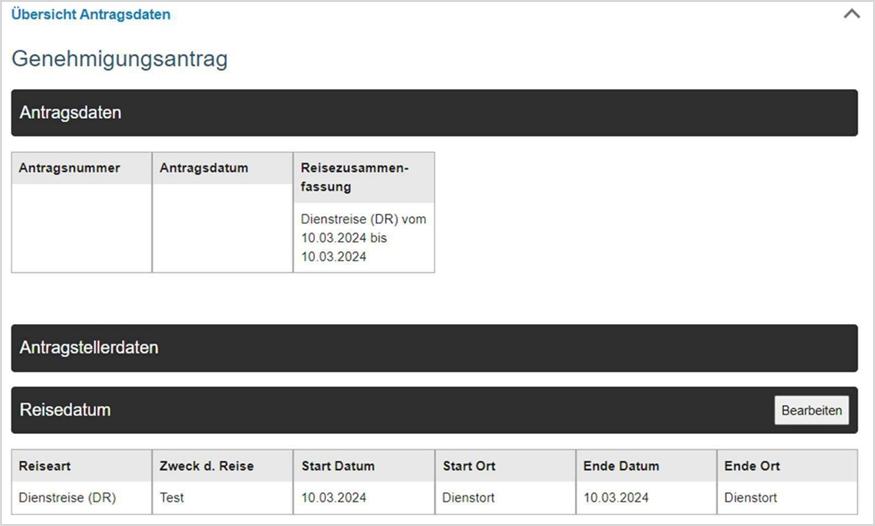 Übersicht Antragsdaten
Genehmigungsantrag
Antragsdaten
Antragsnummer Antragsdatum Reisezusammen-
fassung
Dienstreise (DR) vom
10.03.2024 bis
10.03.2024
Antragstellerdaten
Reisedatum Bearbeiten
Reiseart Zweck d. Reise Start Datum Start Ort Ende Datum Ende Ort
Dienstreise (DR) Test 10.03.2024 Dienstort 10.03.2024 Dienstort